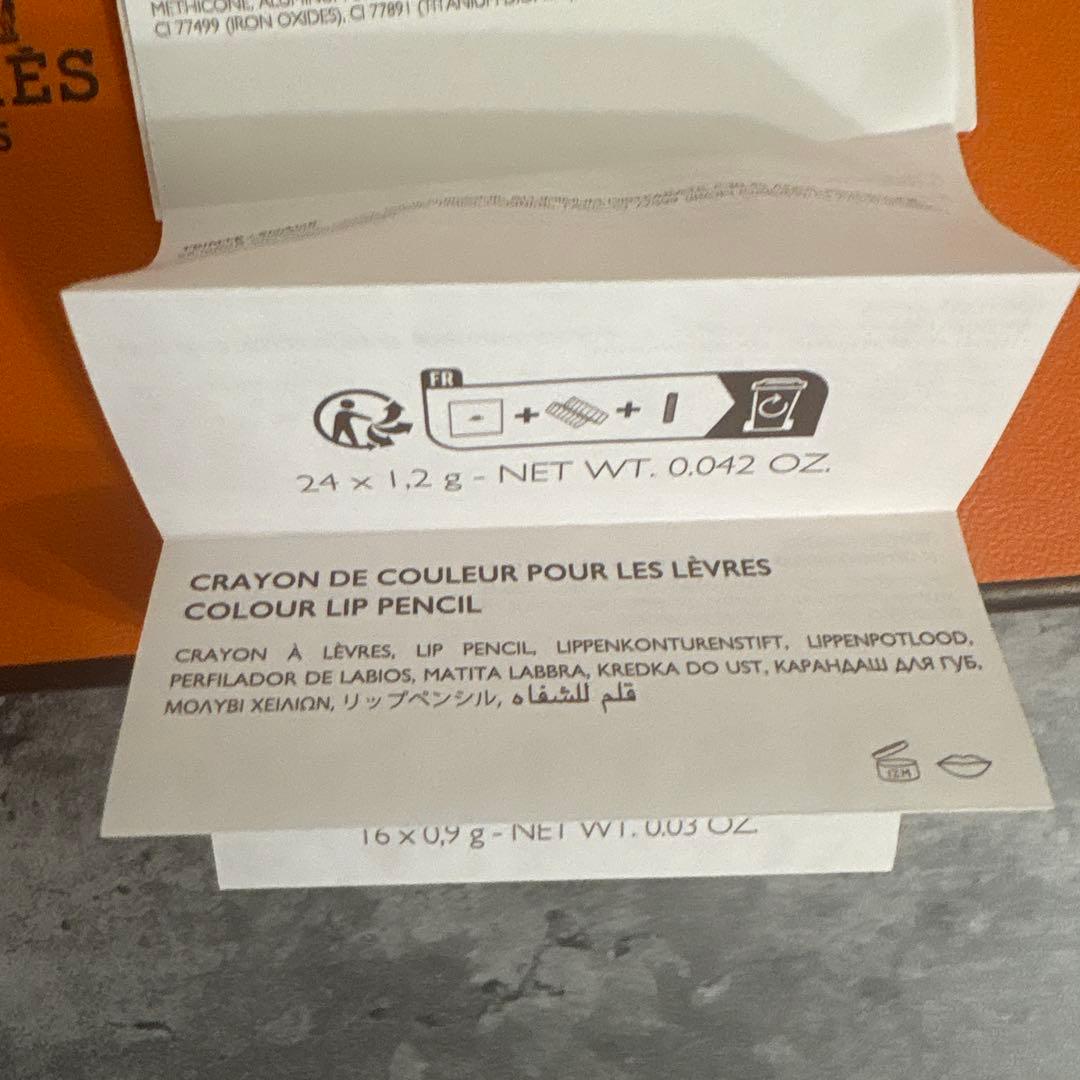 ÈS
METHICONE,
CI 77499 (IRON OXIDES), CI 77891
FR
24 x 1,2 g - NET WT. 0.042 OZ.
CRAYON DE COULEUR POUR LES LÈVRES
COLOUR LIP PENCIL
CRAYON À LÈVRES, LIP PENCIL, LIPPENKONTURENSTIFT, LIPPENPOTLOOD,
PERFILADOR DE LABIOS, MATITA LABBRA, KREDKA DO UST, КАРАНДАШ ДЛЯ ГУБ,
ΜΟΛΥΒΙ ΧΕΙΛΙΩΝ, リップペンシル, قلم للشفاه
12M
16 x 0,9 g - NET WT. 0.03 OZ.